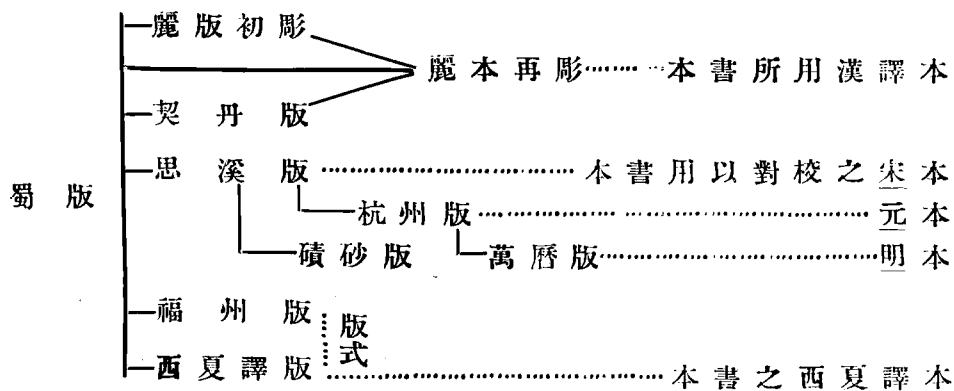 麗版初彫
麗本再彫⋯⋯本書所用漢譯本
契丹版
思溪版⋯⋯本書用以對校之宋本
蜀版
杭州版⋯⋯元本
磧砂版
萬曆版⋯⋯明本
福州版
版式
西夏譯版⋯⋯本書之西夏譯本